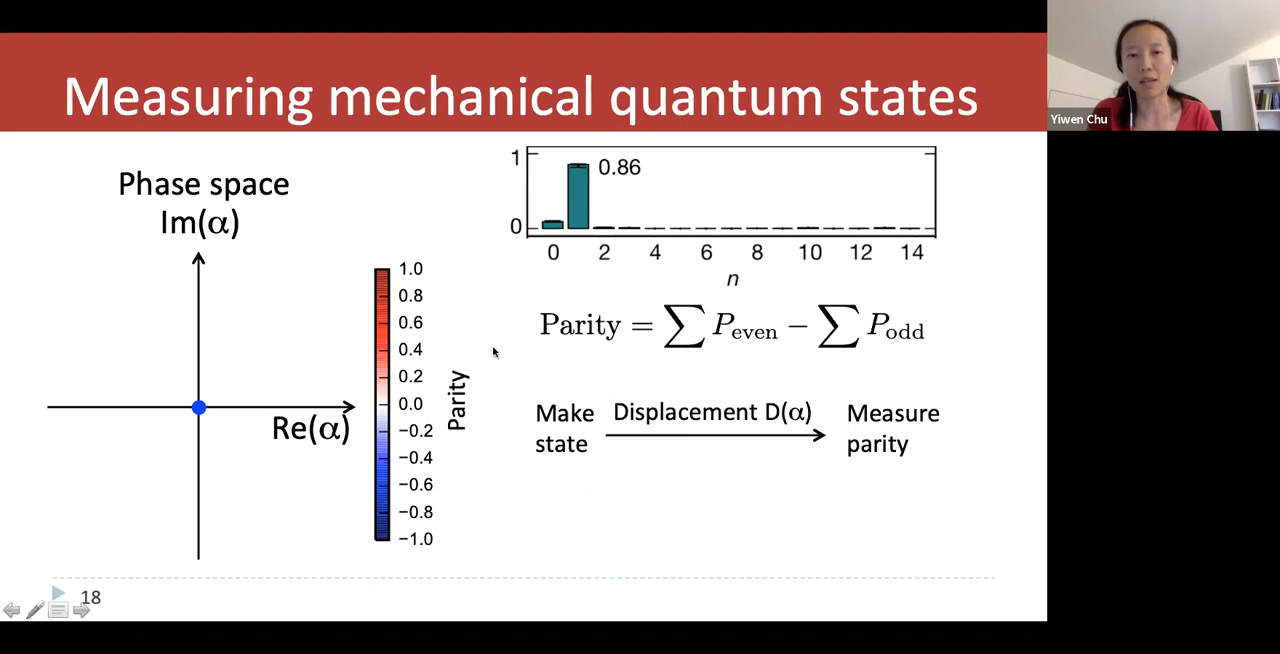 Measuring mechanical quantum states
Yiwen Chu
Phase space
Im(α)
Re(α)
1.0
0.8
0.6
0.4
0.2
0.0
−0.2
−0.4
−0.6
−0.8
−1.0
Parity
1
0
0.86
0 2 4 6 8 10 12 14
n
Parity = ∑ P_even − ∑ P_odd
Make state
Displacement D(α)
Measure parity
18